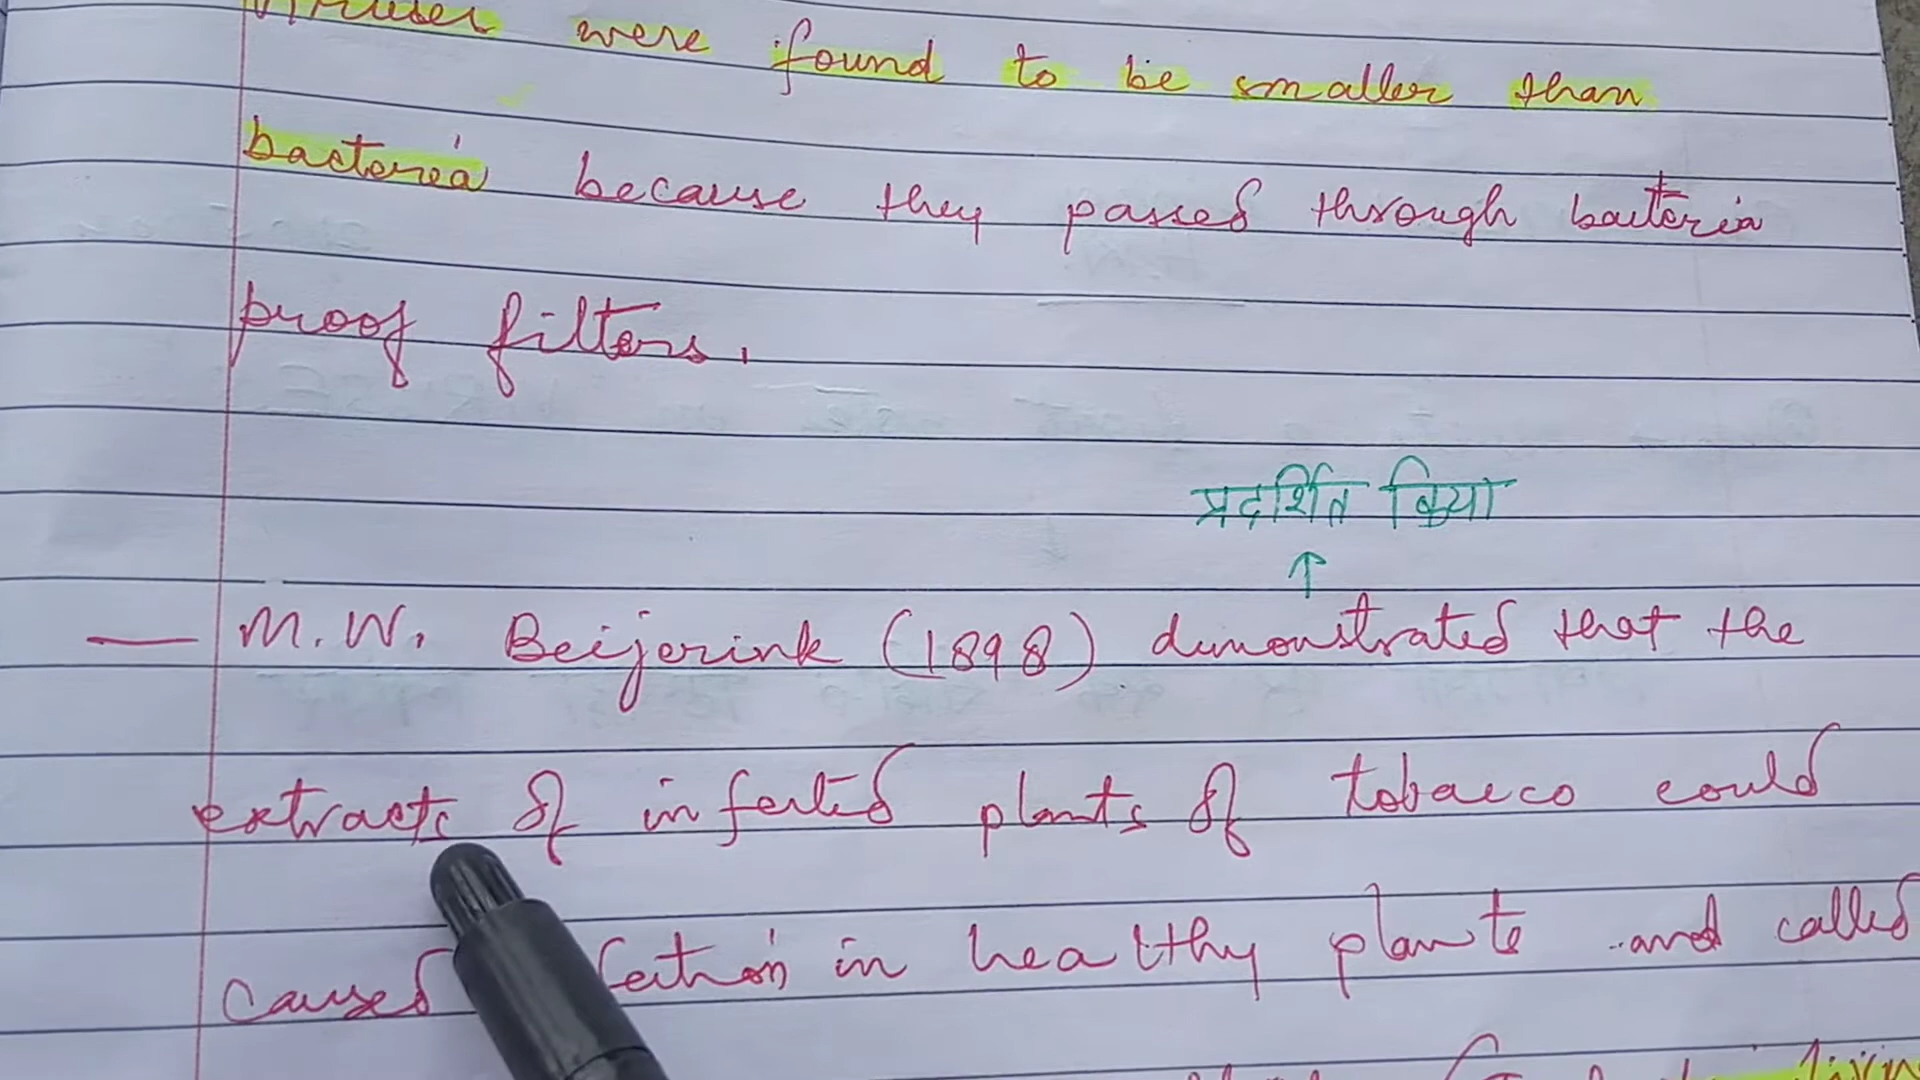 were found to be smaller than
bacteria because they passed through bacteria
proof filters.
प्रदर्शित किया
↑
— M.W. Beijerink (1898) demonstrated that the
extracts of infected plants of tobacco could
caused in healthy plants and called